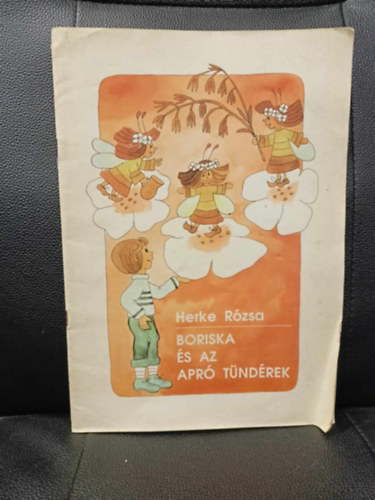 Herke Rózsa
BORISKA
ÉS AZ
APRÓ TÜNDÉREK